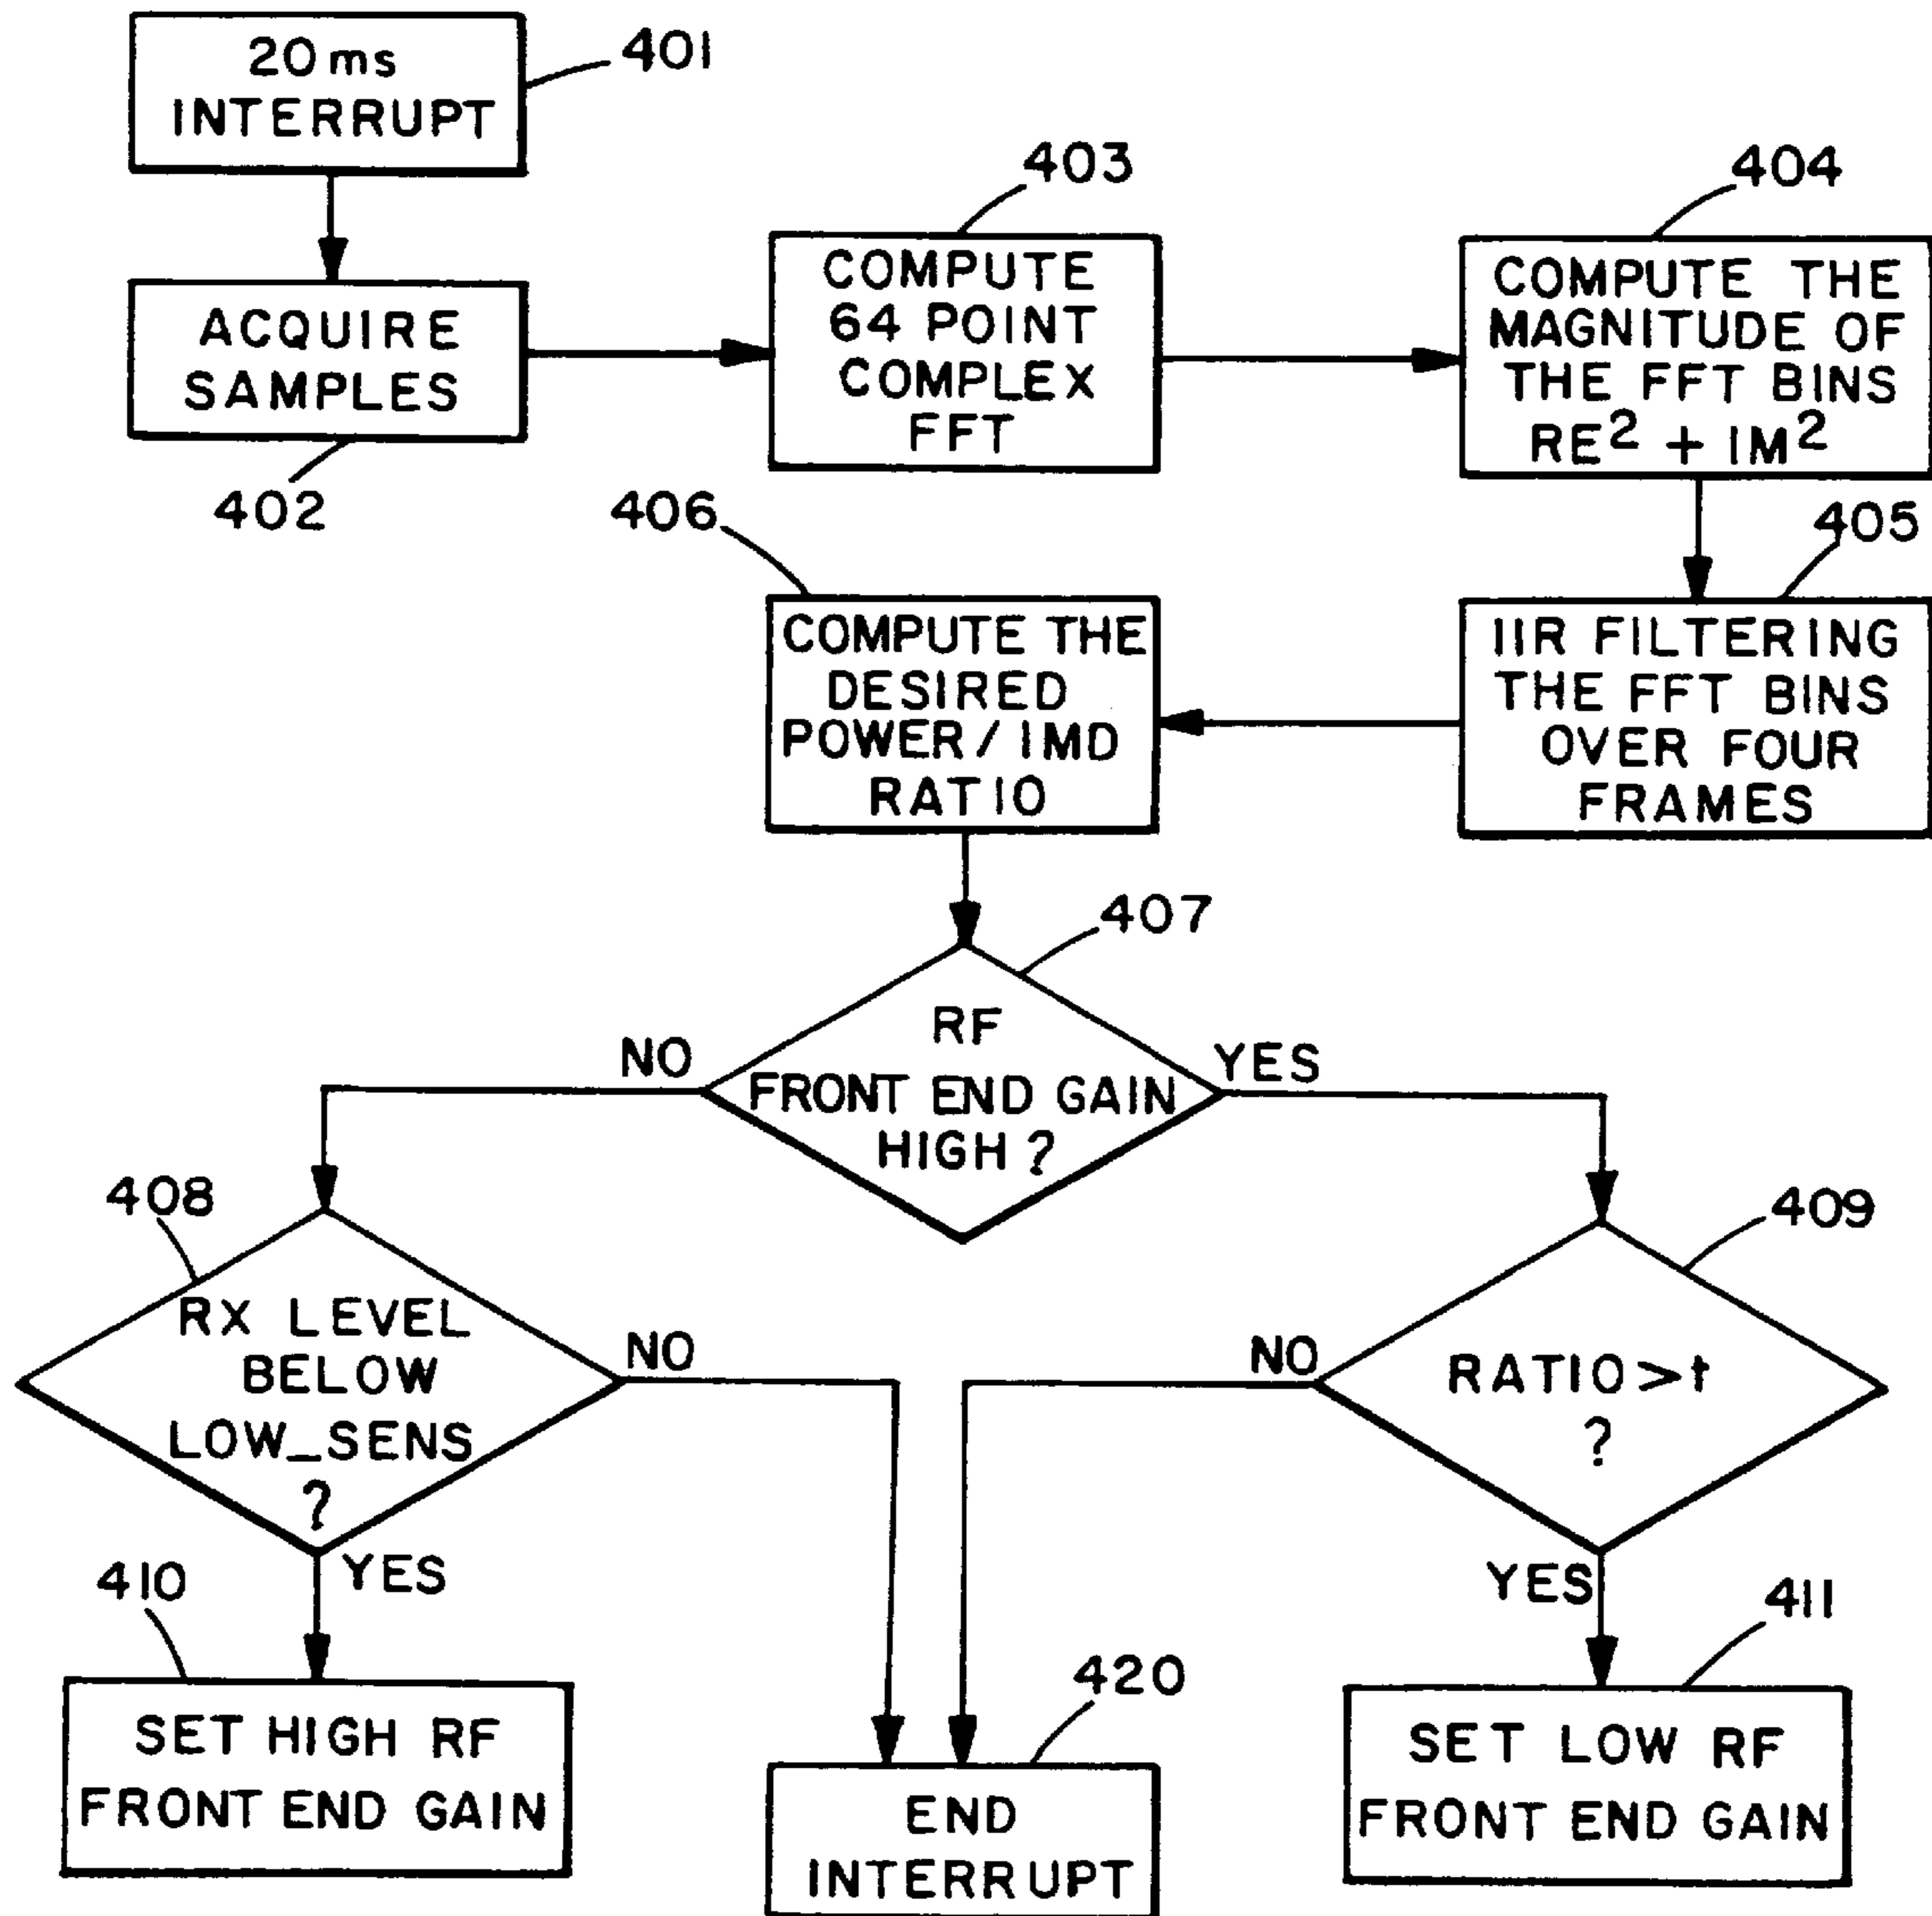 20 ms
INTERRUPT
401
ACQUIRE
SAMPLES
402
403
COMPUTE
64 POINT
COMPLEX
FFT
404
COMPUTE THE
MAGNITUDE OF
THE FFT BINS
RE² + IM²
405
IIR FILTERING
THE FFT BINS
OVER FOUR
FRAMES
406
COMPUTE THE
DESIRED
POWER / IMD
RATIO
407
RF
FRONT END GAIN
HIGH ?
NO
YES
408
RX LEVEL
BELOW
LOW_SENS
?
NO
YES
409
RATIO>t
?
NO
YES
410
SET HIGH RF
FRONT END GAIN
420
END
INTERRUPT
411
SET LOW RF
FRONT END GAIN